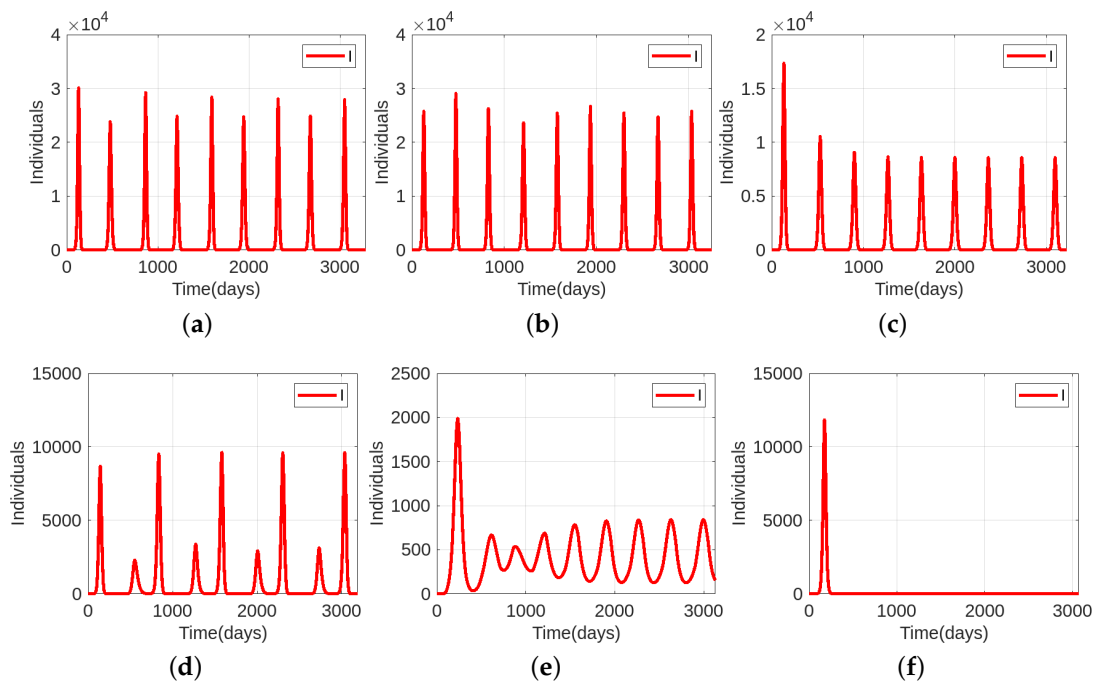 ×10^4
4
3
2
1
0
Individuals
I
0 1000 2000 3000
Time(days)
(a)
×10^4
4
3
2
1
0
Individuals
I
0 1000 2000 3000
Time(days)
(b)
×10^4
2
1.5
1
0.5
0
Individuals
I
0 1000 2000 3000
Time(days)
(c)
15000
10000
5000
0
Individuals
I
0 1000 2000 3000
Time(days)
(d)
2500
2000
1500
1000
500
0
Individuals
I
0 1000 2000 3000
Time(days)
(e)
15000
10000
5000
0
Individuals
I
0 1000 2000 3000
Time(days)
(f)